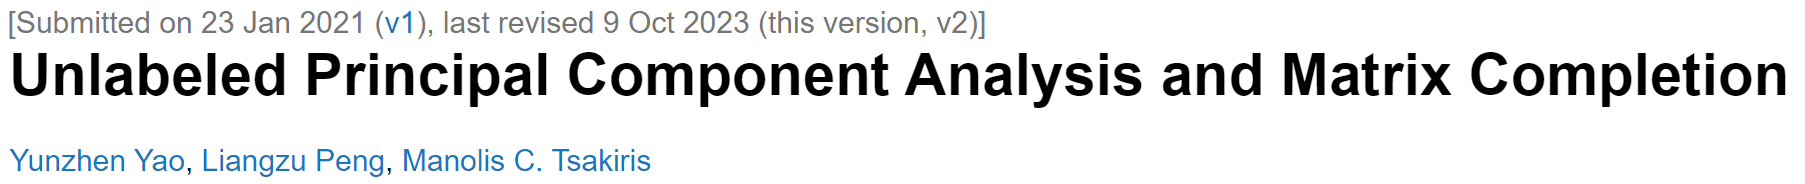 [Submitted on 23 Jan 2021 (v1), last revised 9 Oct 2023 (this version, v2)]
Unlabeled Principal Component Analysis and Matrix Completion
Yunzhen Yao, Liangzu Peng, Manolis C. Tsakiris